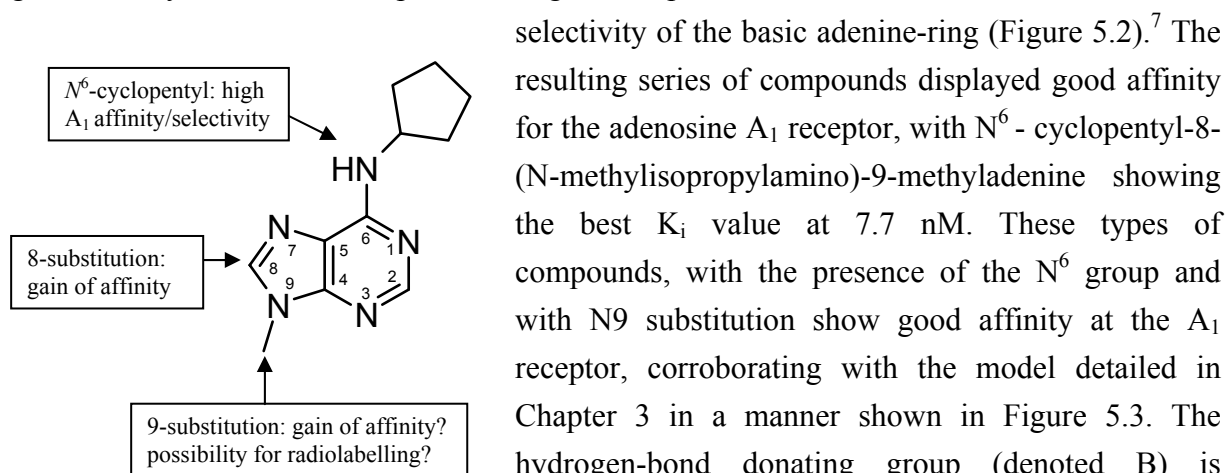 selectivity of the basic adenine-ring (Figure 5.2).⁷ The
resulting series of compounds displayed good affinity
for the adenosine A₁ receptor, with N⁶ - cyclopentyl-8-
(N-methylisopropylamino)-9-methyladenine showing
the best Kᵢ value at 7.7 nM. These types of
compounds, with the presence of the N⁶ group and
with N9 substitution show good affinity at the A₁
receptor, corroborating with the model detailed in
Chapter 3 in a manner shown in Figure 5.3. The
hydrogen-bond donating group (denoted B) is
N⁶-cyclopentyl: high
A₁ affinity/selectivity
HN
N
7
5
6
1
N
8-substitution:
gain of affinity
8
9
4
3
2
N
N
9-substitution: gain of affinity?
possibility for radiolabelling?